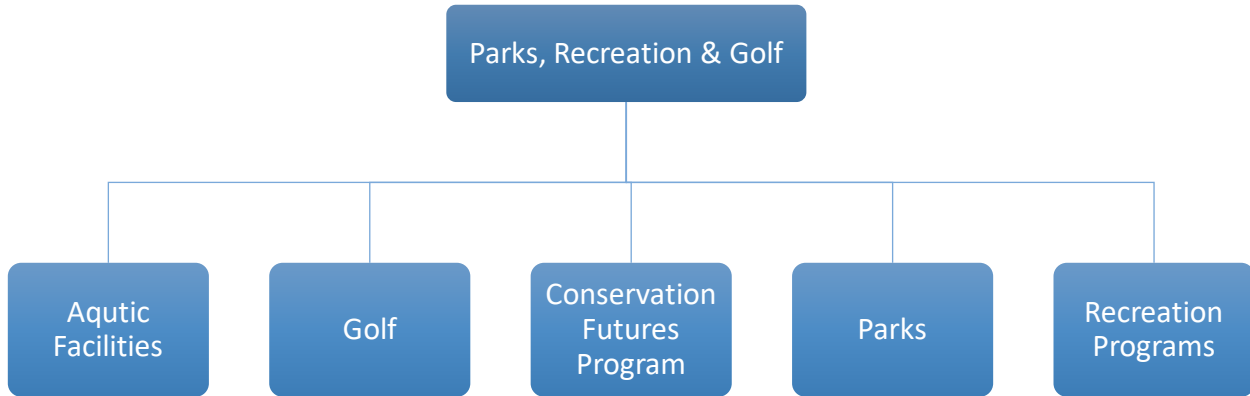 Parks, Recreation & Golf
Aqutic
Facilities
Golf
Conservation
Futures
Program
Parks
Recreation
Programs